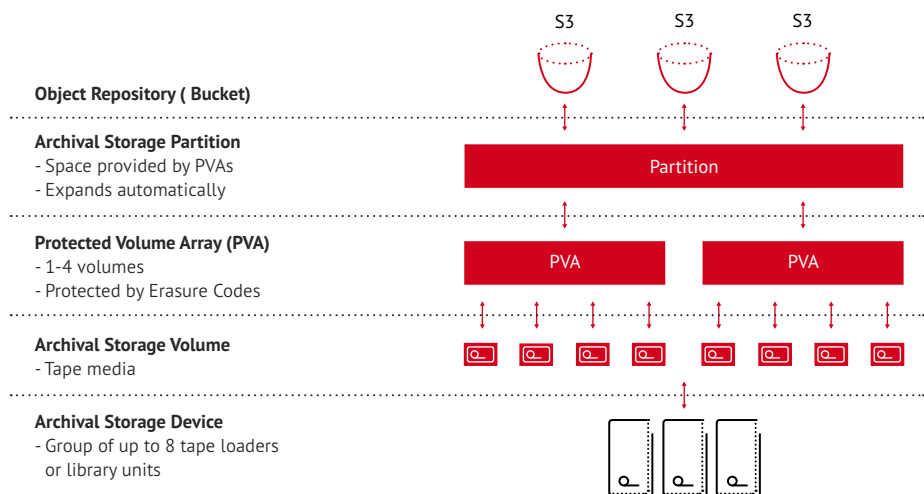 S3 S3 S3
Object Repository ( Bucket)
Archival Storage Partition
- Space provided by PVAs
- Expands automatically
Partition
Protected Volume Array (PVA)
- 1-4 volumes
- Protected by Erasure Codes
PVA PVA
Archival Storage Volume
- Tape media
Archival Storage Device
- Group of up to 8 tape loaders
or library units